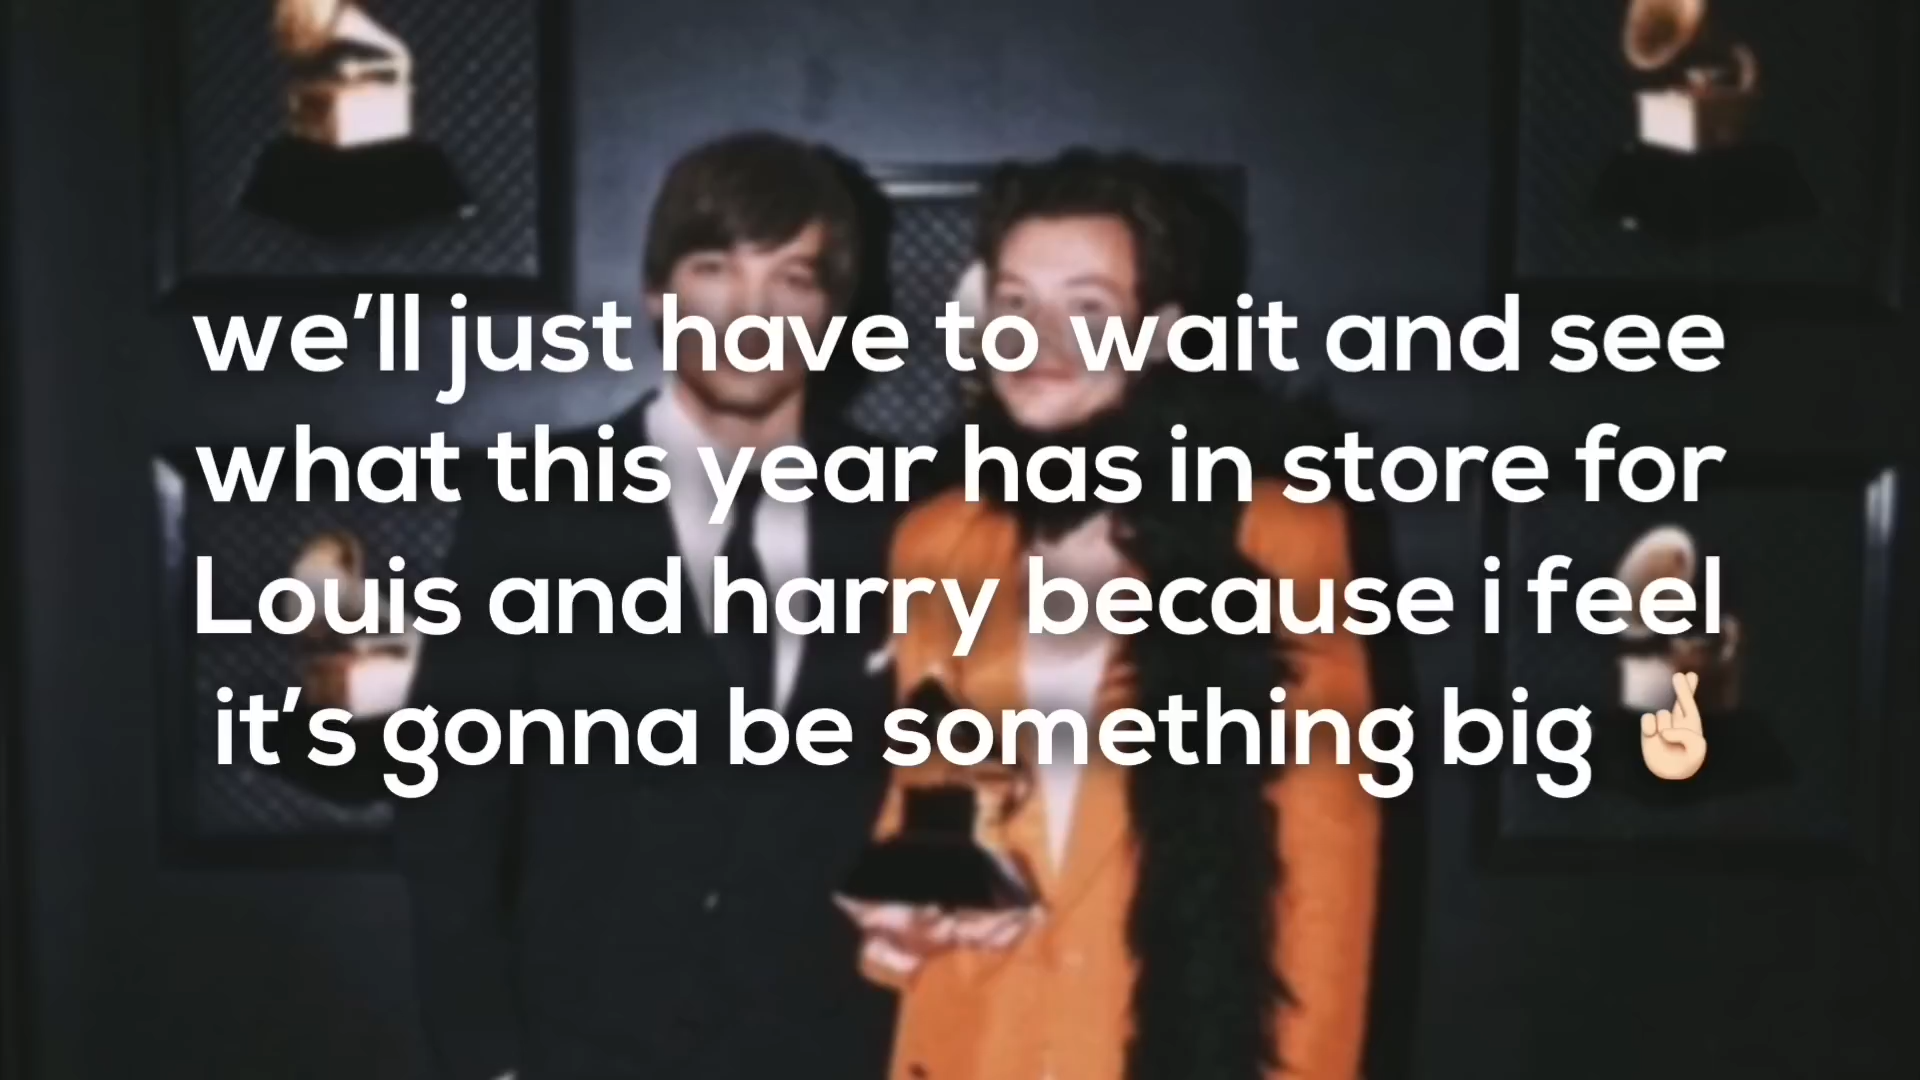 we’ll just have to wait and see
what this year has in store for
Louis and harry because i feel
it’s gonna be something big 🤞🏻